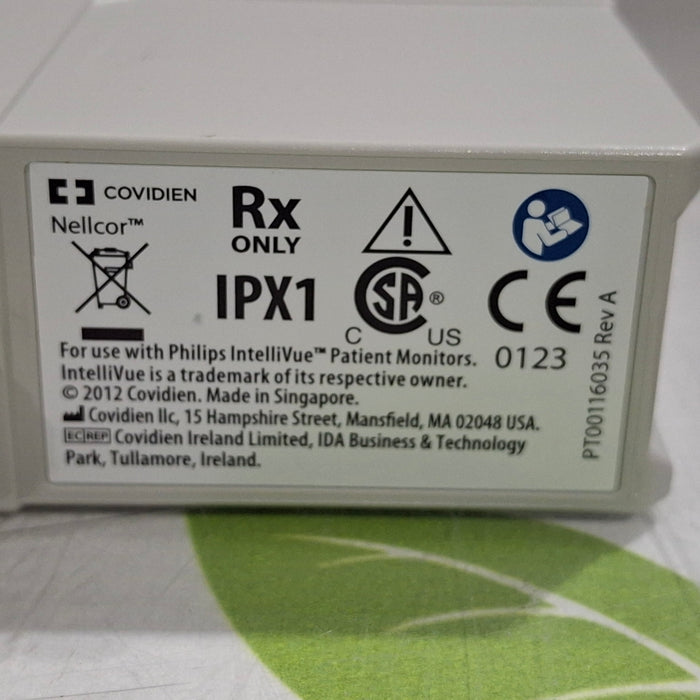 COVIDIEN
Nellcor™
Rx
ONLY
IPX1
SA®
C US
CE
0123
For use with Philips IntelliVue™ Patient Monitors.
IntelliVue is a trademark of its respective owner.
© 2012 Covidien. Made in Singapore.
Covidien llc, 15 Hampshire Street, Mansfield, MA 02048 USA.
EC REP Covidien Ireland Limited, IDA Business & Technology
Park, Tullamore, Ireland.
PT00116035 Rev A